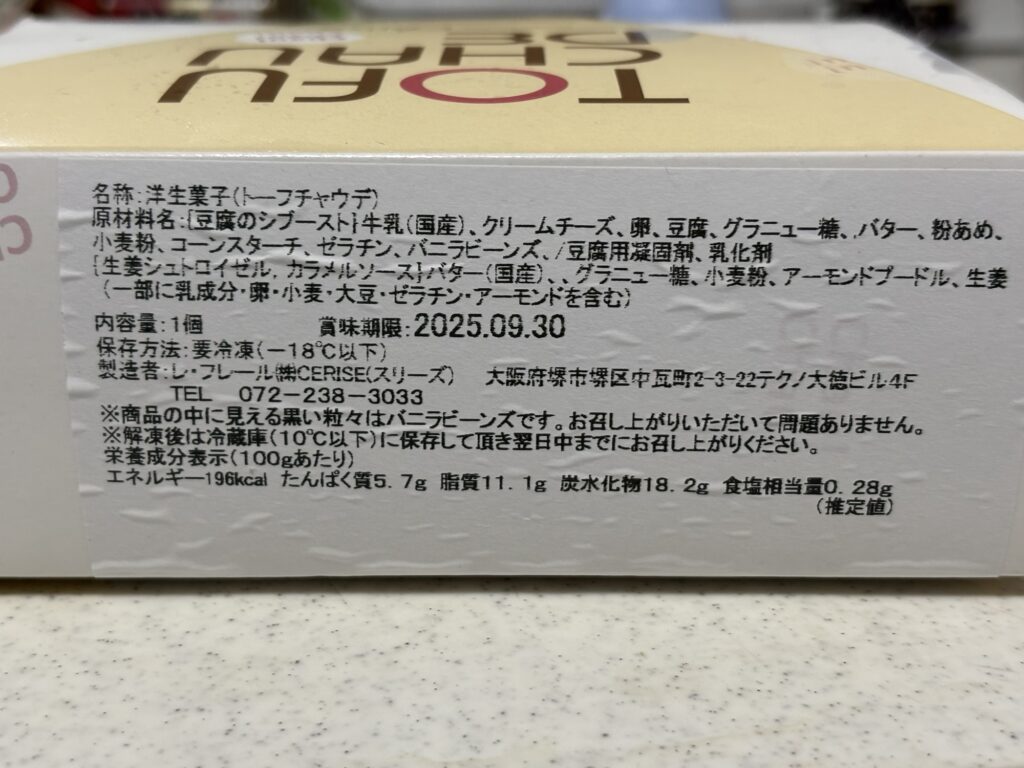 TOFU
CHAU
DE
名称:洋生菓子(トーフチャウデ)
原材料名:[豆腐のシブースト]牛乳(国産)、クリームチーズ、卵、豆腐、グラニュー糖、バター、粉あめ、
小麦粉、コーンスターチ、ゼラチン、バニラビーンズ、/豆腐用凝固剤、乳化剤
[生姜シュトロイゼル, カラメルソース]バター(国産)、、グラニュー糖、小麦粉、アーモンドプードル、生姜
(一部に乳成分・卵・小麦・大豆・ゼラチン・アーモンドを含む)
内容量:1個 賞味期限:2025.09.30
保存方法:要冷凍(-18℃以下)
製造者:レ・フレール㈱CERISE(スリーズ) 大阪府堺市堺区中瓦町2-3-22テクノ大徳ビル4F
TEL 072-238-3033
※商品の中に見える黒い粒々はバニラビーンズです。お召し上がりいただいて問題ありません。
※解凍後は冷蔵庫(10℃以下)に保存して頂き翌日中までにお召し上がりください。
栄養成分表示(100gあたり)
エネルギー196kcal たんぱく質5.7g 脂質11.1g 炭水化物18.2g 食塩相当量0.28g
(推定値)